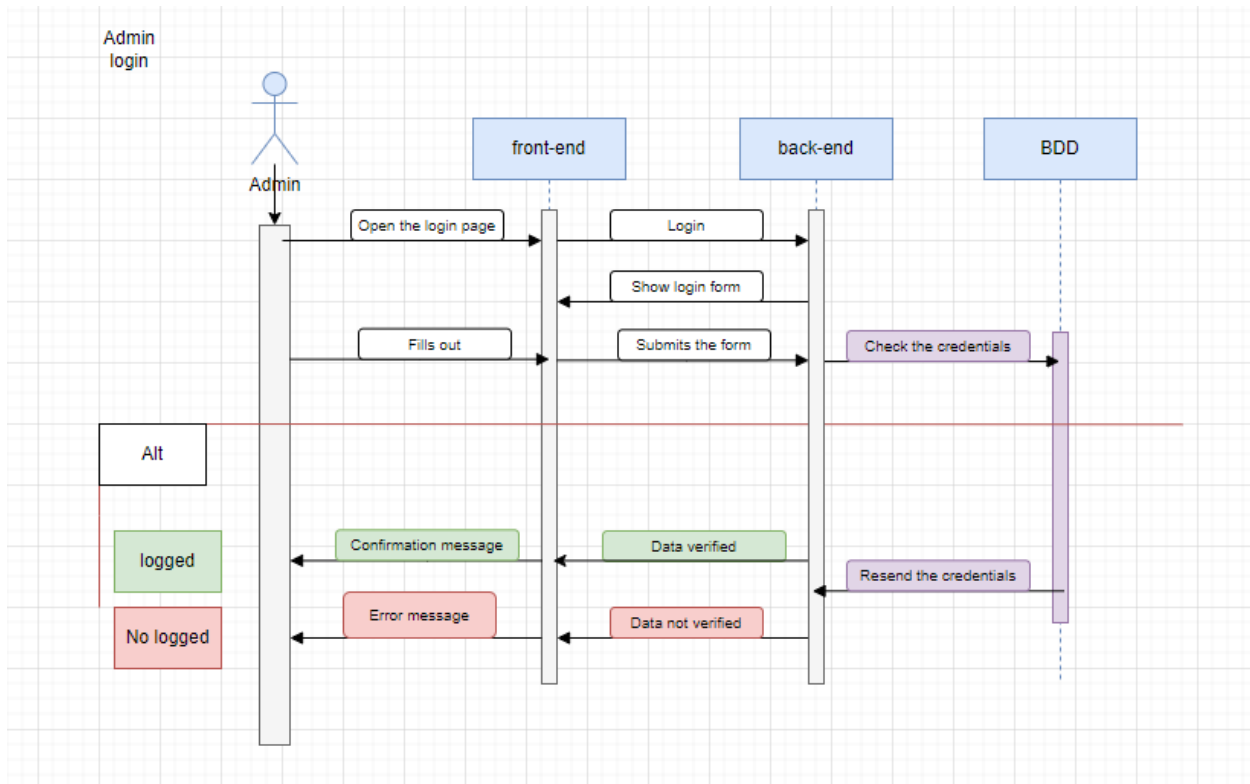 Admin
login
Admin
front-end
back-end
BDD
Open the login page
Login
Show login form
Fills out
Submits the form
Check the credentials
Alt
logged
Confirmation message
Data verified
Resend the credentials
No logged
Error message
Data not verified